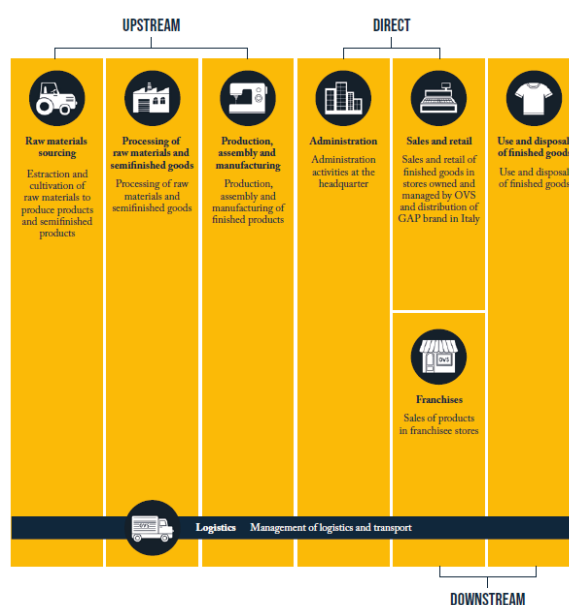 UPSTREAM
DIRECT
Raw materials
sourcing
Extraction and
cultivation of
raw materials to
produce products
and semifinished
products
Processing of
raw materials and
semifinished goods
Processing of raw
materials and
semifinished goods
Production,
assembly and
manufacturing
Production,
assembly and
manufacturing of
finished products
Administration
Administration
activities at the
headquarter
Sales and retail
Sales and retail of
finished goods in
stores owned and
managed by OVS
and distribution of
GAP brand in Italy
Use and disposal
of finished goods
Use and disposal
of finished goods
OVS
Franchises
Sales of products
in franchisee stores
OVS
Logistics Management of logistics and transport
DOWNSTREAM